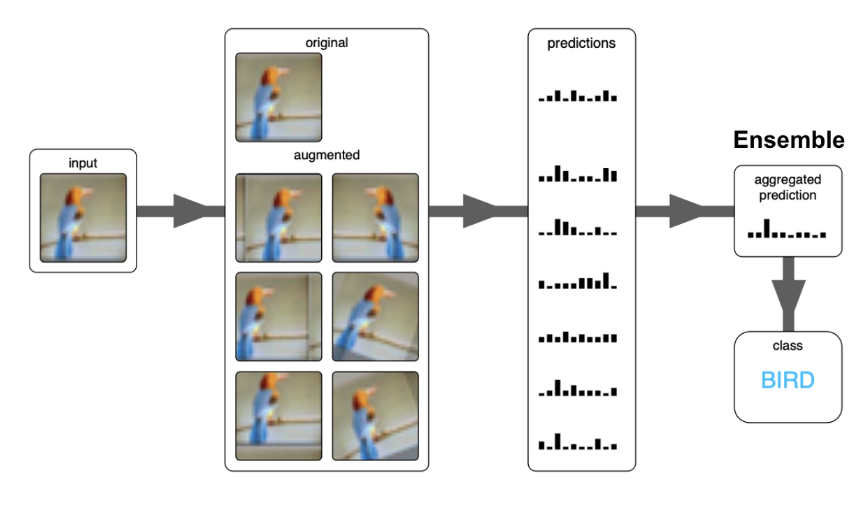 input
original
augmented
predictions
Ensemble
aggregated
prediction
class
BIRD